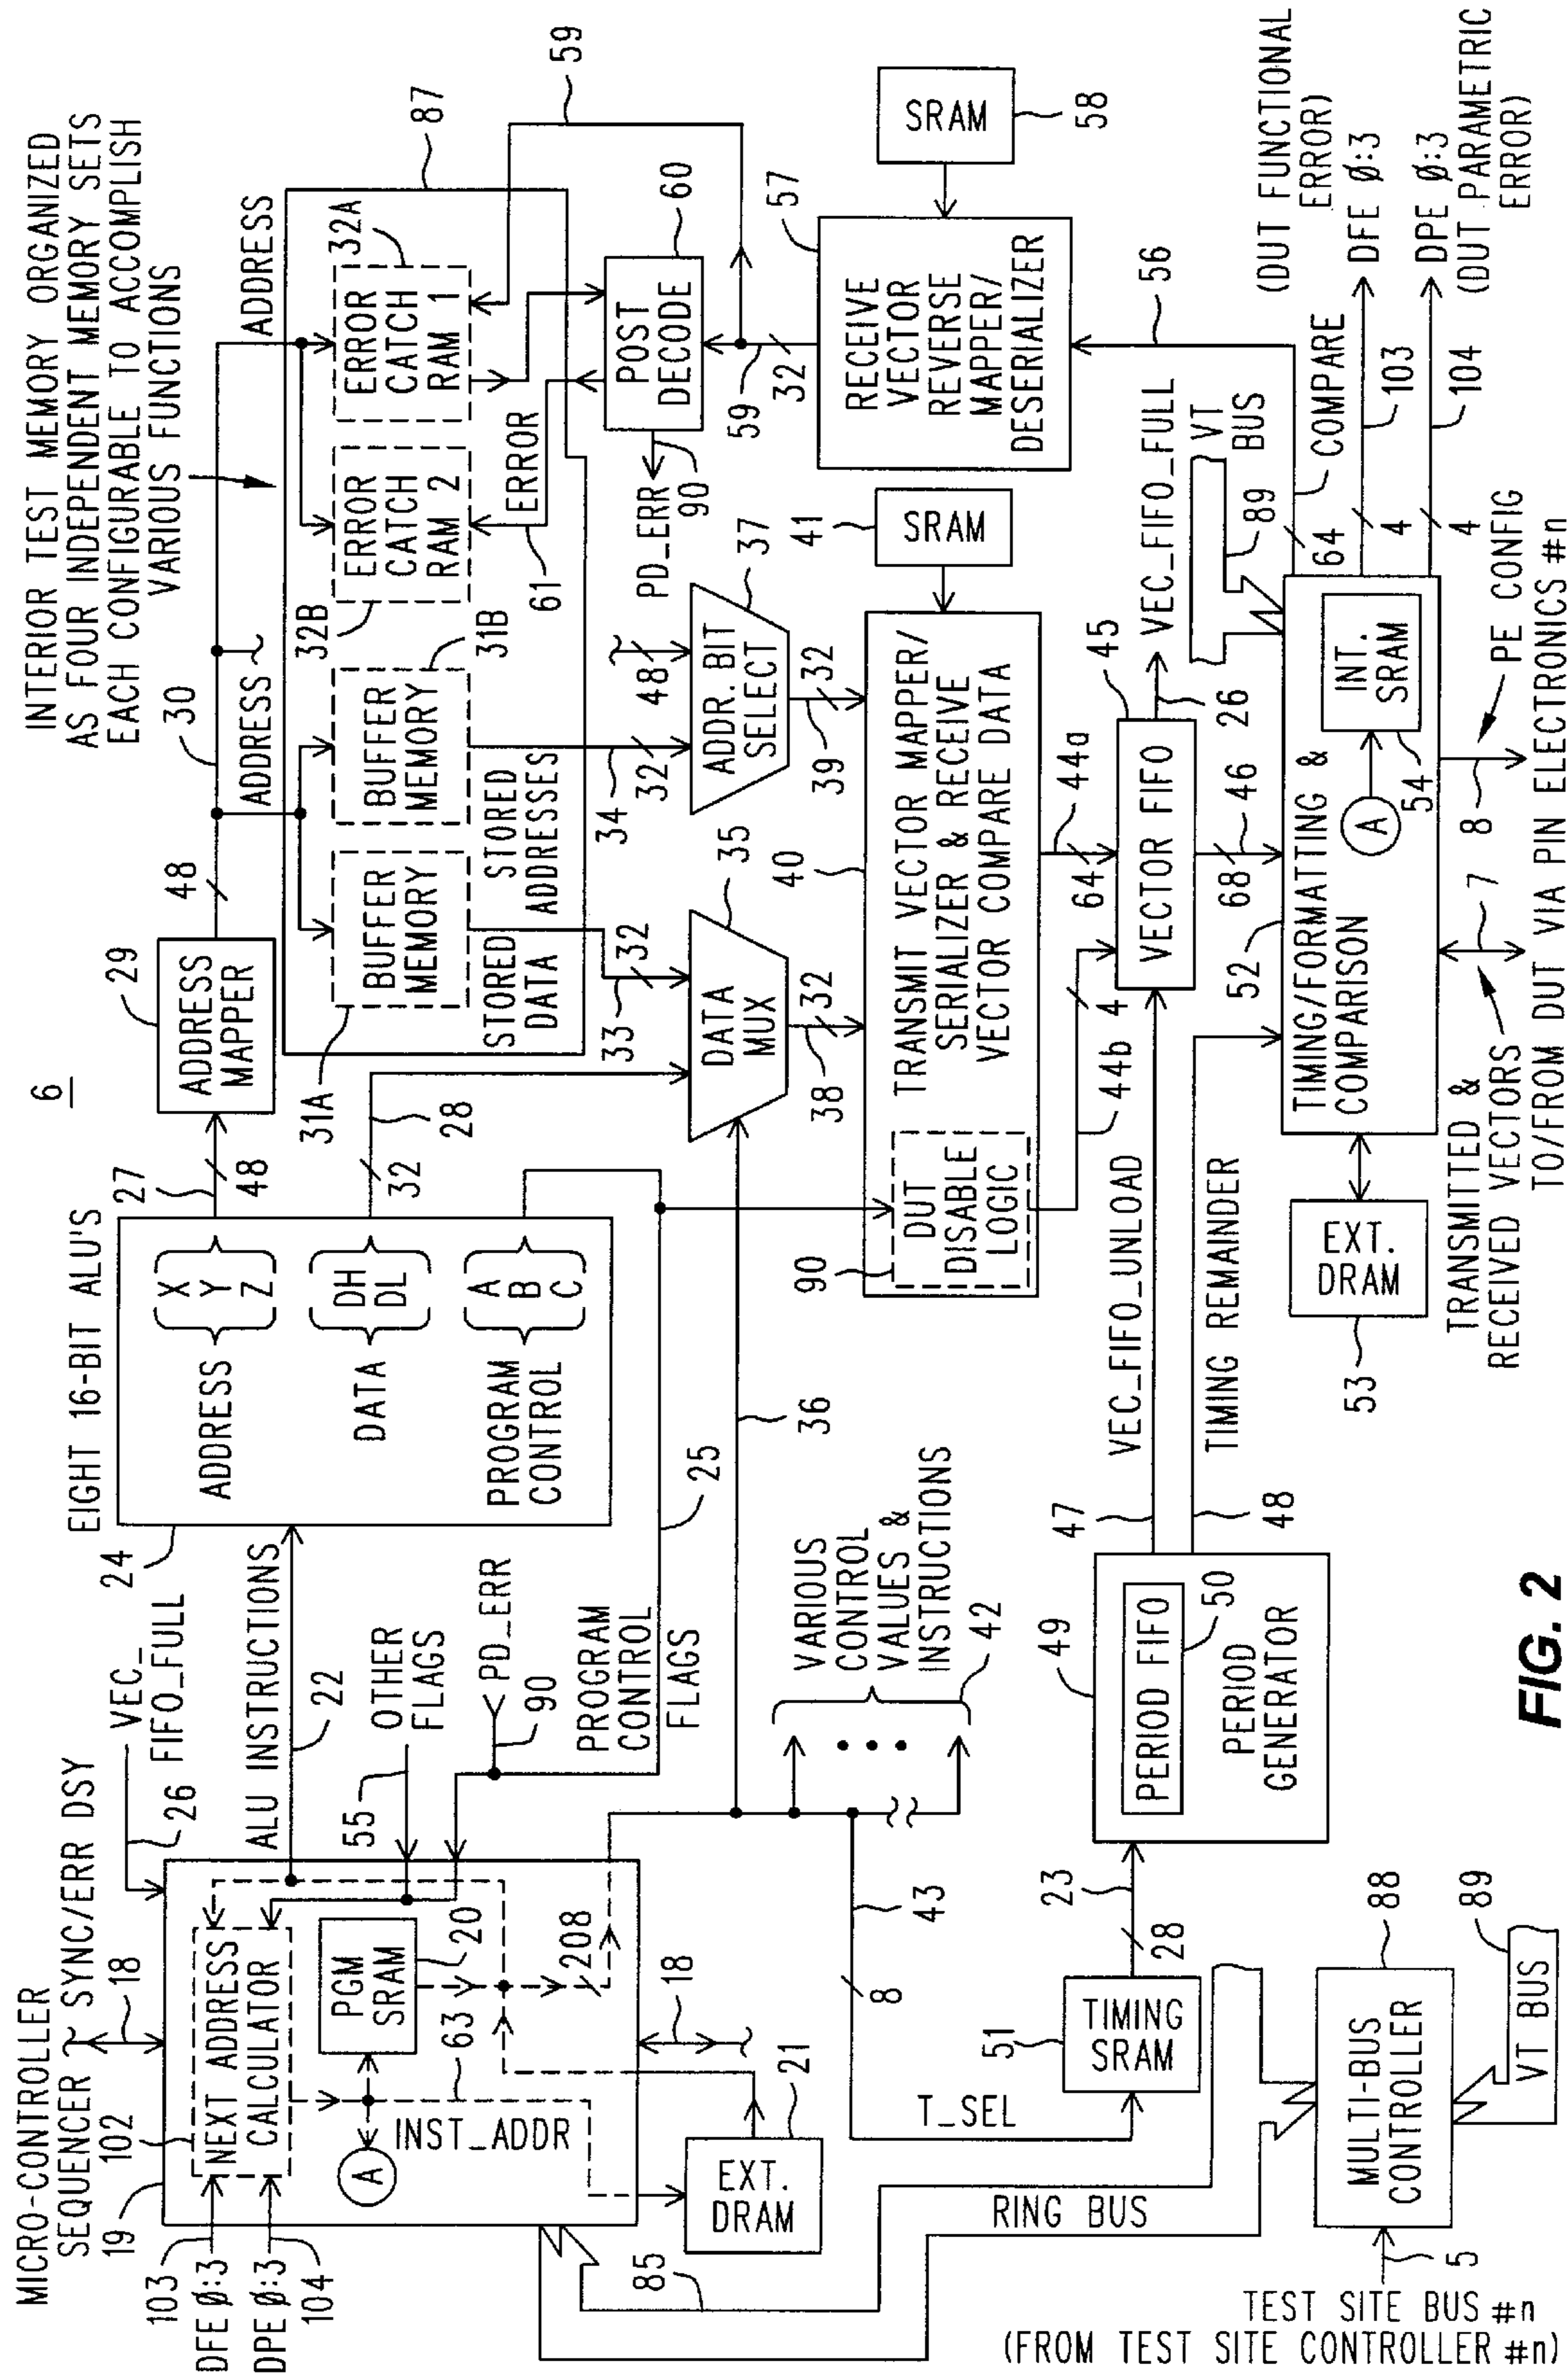 6
MICRO-CONTROLLER
SEQUENCER
19
SYNC/ERR DSY
18
VEC_
FIFO_FULL
26
103
DFE Ø:3
DPE Ø:3
104
102
NEXT ADDRESS
CALCULATOR
A
INST_ADDR
63
PGM
SRAM
20
208
18
EXT.
DRAM
21
85
RING BUS
ALU INSTRUCTIONS
22
55
OTHER
FLAGS
PD_ERR
90
PROGRAM
CONTROL
FLAGS
25
EIGHT 16-BIT ALU'S
24
ADDRESS
X
Y
Z
DATA
DH
DL
PROGRAM
CONTROL
A
B
C
27
48
32
28
29
ADDRESS
MAPPER
48
30
INTERIOR TEST MEMORY ORGANIZED
AS FOUR INDEPENDENT MEMORY SETS
EACH CONFIGURABLE TO ACCOMPLISH
VARIOUS FUNCTIONS
ADDRESS
ADDRESS
87
31A
BUFFER
MEMORY
BUFFER
MEMORY
31B
32B
ERROR
CATCH
RAM 2
ERROR
CATCH
RAM 1
32A
STORED
DATA
STORED
ADDRESSES
33
32
34
32
48
61
ERROR
59
PD_ERR
90
POST
DECODE
60
36
DATA
MUX
35
38
32
ADDR. BIT
SELECT
37
39
32
41
SRAM
59
32
RECEIVE
VECTOR
REVERSE
MAPPER/
DESERIALIZER
57
SRAM
58
VARIOUS
CONTROL
VALUES &
INSTRUCTIONS
42
43
8
T_SEL
51
TIMING
SRAM
23
28
90
DUT
DISABLE
LOGIC
TRANSMIT VECTOR MAPPER/
SERIALIZER & RECEIVE
VECTOR COMPARE DATA
40
44b
4
64
44a
49
PERIOD FIFO
50
PERIOD
GENERATOR
47
VEC_FIFO_UNLOAD
48
TIMING REMAINDER
VECTOR FIFO
45
26
VEC_FIFO_FULL
68
46
VT
BUS
89
56
52
TIMING/FORMATTING &
COMPARISON
A
INT.
SRAM
54
EXT.
DRAM
53
64
COMPARE
4
103
DFE Ø:3
(DUT FUNCTIONAL
ERROR)
4
104
DPE Ø:3
(DUT PARAMETRIC
ERROR)
7
8
PE CONFIG
TRANSMITTED &
RECEIVED VECTORS
TO/FROM DUT VIA PIN ELECTRONICS #n
MULTI-BUS
CONTROLLER
88
89
VT BUS
5
TEST SITE BUS #n
(FROM TEST SITE CONTROLLER #n)
FIG. 2